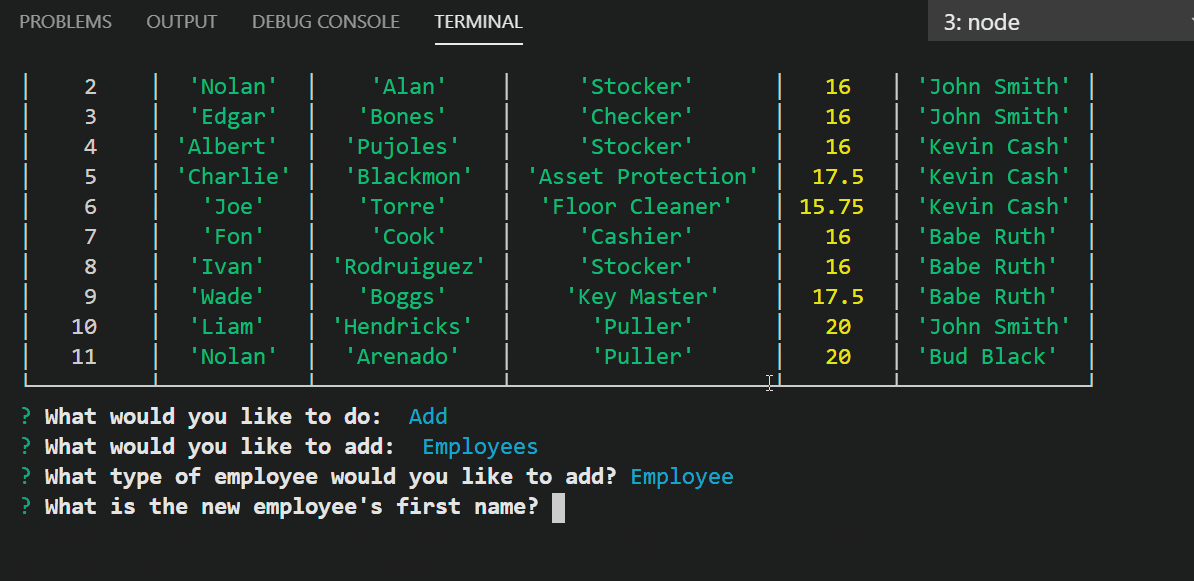 PROBLEMS OUTPUT DEBUG CONSOLE TERMINAL 3: node
│ 2 │ 'Nolan' │ 'Alan' │ 'Stocker' │ 16 │ 'John Smith' │
│ 3 │ 'Edgar' │ 'Bones' │ 'Checker' │ 16 │ 'John Smith' │
│ 4 │ 'Albert' │ 'Pujoles' │ 'Stocker' │ 16 │ 'Kevin Cash' │
│ 5 │ 'Charlie' │ 'Blackmon' │ 'Asset Protection' │ 17.5 │ 'Kevin Cash' │
│ 6 │ 'Joe' │ 'Torre' │ 'Floor Cleaner' │ 15.75 │ 'Kevin Cash' │
│ 7 │ 'Fon' │ 'Cook' │ 'Cashier' │ 16 │ 'Babe Ruth' │
│ 8 │ 'Ivan' │ 'Rodruiguez' │ 'Stocker' │ 16 │ 'Babe Ruth' │
│ 9 │ 'Wade' │ 'Boggs' │ 'Key Master' │ 17.5 │ 'Babe Ruth' │
│ 10 │ 'Liam' │ 'Hendricks' │ 'Puller' │ 20 │ 'John Smith' │
│ 11 │ 'Nolan' │ 'Arenado' │ 'Puller' │ 20 │ 'Bud Black' │
? What would you like to do: Add
? What would you like to add: Employees
? What type of employee would you like to add? Employee
? What is the new employee's first name?